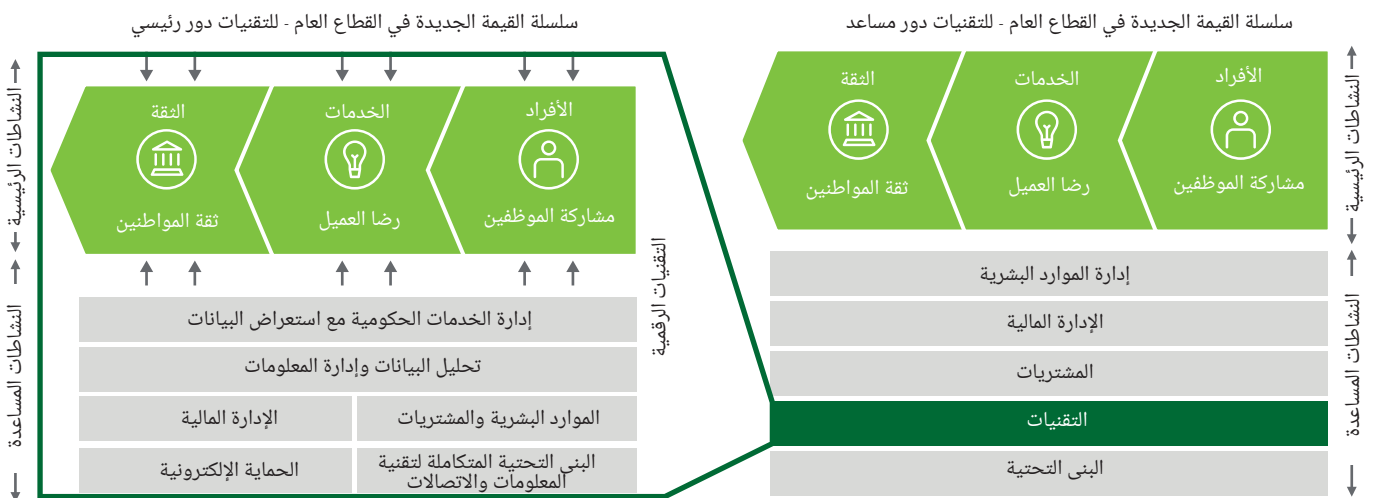 سلسلة القيمة الجديدة في القطاع العام - للتقنيات دور مساعد
الأفراد
الخدمات
الثقة
مشاركة الموظفين
رضا العميل
ثقة المواطنين
النشاطات الرئيسية
إدارة الموارد البشرية
الإدارة المالية
المشتريات
التقنيات
البنى التحتية
النشاطات المساعدة
سلسلة القيمة الجديدة في القطاع العام - للتقنيات دور رئيسي
الأفراد
الخدمات
الثقة
مشاركة الموظفين
رضا العميل
ثقة المواطنين
النشاطات الرئيسية
التقنيات الرقمية
إدارة الخدمات الحكومية مع استعراض البيانات
تحليل البيانات وإدارة المعلومات
الموارد البشرية والمشتريات
الإدارة المالية
البنى التحتية المتكاملة لتقنية
المعلومات والاتصالات
الحماية الإلكترونية
النشاطات المساعدة